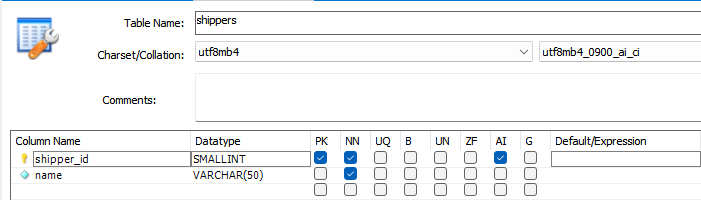 Table Name: shippers
Charset/Collation: utf8mb4 utf8mb4_0900_ai_ci
Comments:
Column Name Datatype PK NN UQ B UN ZF AI G Default/Expression
shipper_id SMALLINT
name VARCHAR(50)